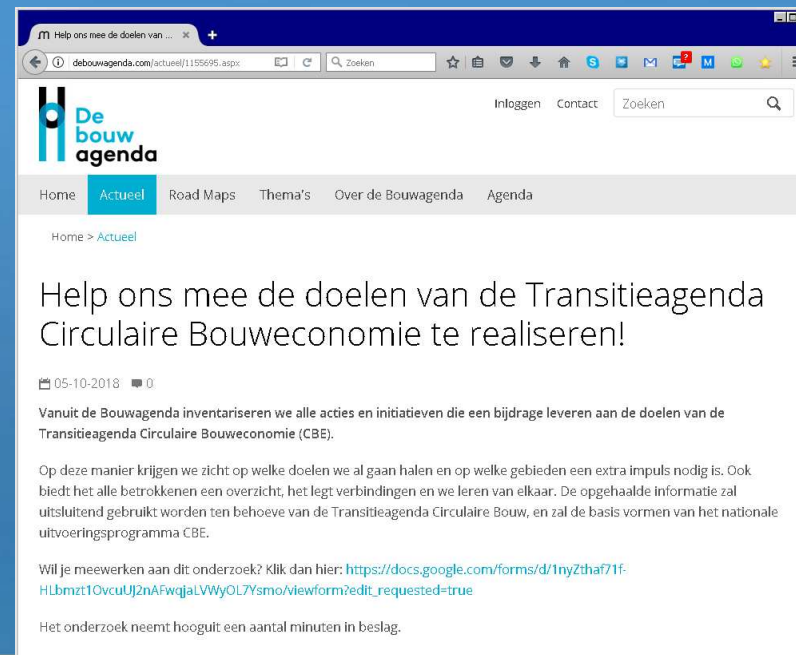 Help ons mee de doelen van ...
debouwagenda.com/actueel/1155695.aspx
Zoeken
De
bouw
agenda
Inloggen Contact Zoeken
Home Actueel Road Maps Thema's Over de Bouwagenda Agenda
Home > Actueel
Help ons mee de doelen van de Transitieagenda
Circulaire Bouweconomie te realiseren!
05-10-2018 0
Vanuit de Bouwagenda inventariseren we alle acties en initiatieven die een bijdrage leveren aan de doelen van de
Transitieagenda Circulaire Bouweconomie (CBE).
Op deze manier krijgen we zicht op welke doelen we al gaan halen en op welke gebieden een extra impuls nodig is. Ook
biedt het alle betrokkenen een overzicht, het legt verbindingen en we leren van elkaar. De opgehaalde informatie zal
uitsluitend gebruikt worden ten behoeve van de Transitieagenda Circulaire Bouw, en zal de basis vormen van het nationale
uitvoeringsprogramma CBE.
Wil je meewerken aan dit onderzoek? Klik dan hier: https://docs.google.com/forms/d/1nyZthaf71f-
HLbmzt1OvcuUJ2nAFwqjaLVWyOL7Ysmo/viewform?edit_requested=true
Het onderzoek neemt hooguit een aantal minuten in beslag.